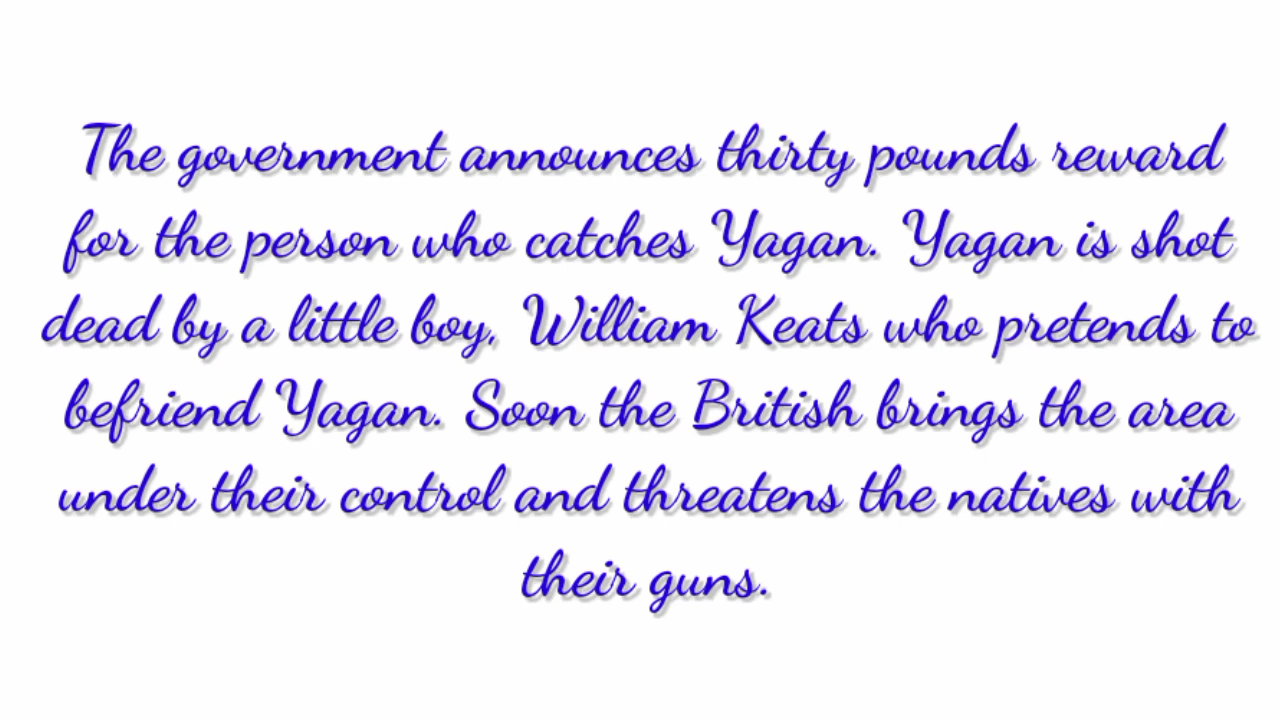 The government announces thirty pounds reward
for the person who catches Yagan. Yagan is shot
dead by a little boy, William Keats who pretends to
befriend Yagan. Soon the British brings the area
under their control and threatens the natives with
their guns.